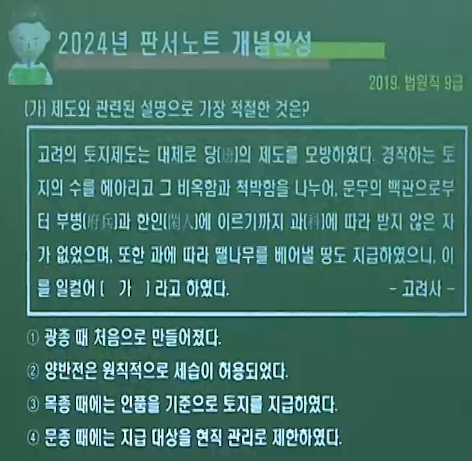 2024년 판서노트 개념완성
2019. 법원직 9급
(가) 제도와 관련된 설명으로 가장 적절한 것은?
고려의 토지제도는 대체로 당(唐)의 제도를 모방하였다. 경작하는 토
지의 수를 헤아리고 그 비옥함과 척박함을 나누어, 문무의 백관으로부
터 부병(府兵)과 한인(閑人)에 이르기까지 과(科)에 따라 받지 않은 자
가 없었으며, 또한 과에 따라 땔나무를 베어낼 땅도 지급하였으니, 이
를 일컬어 ( 가 ) 라고 하였다. - 고려사 -
① 광종 때 처음으로 만들어졌다.
② 양반전은 원칙적으로 세습이 허용되었다.
③ 목종 때에는 인품을 기준으로 토지를 지급하였다.
④ 문종 때에는 지급 대상을 현직 관리로 제한하였다.